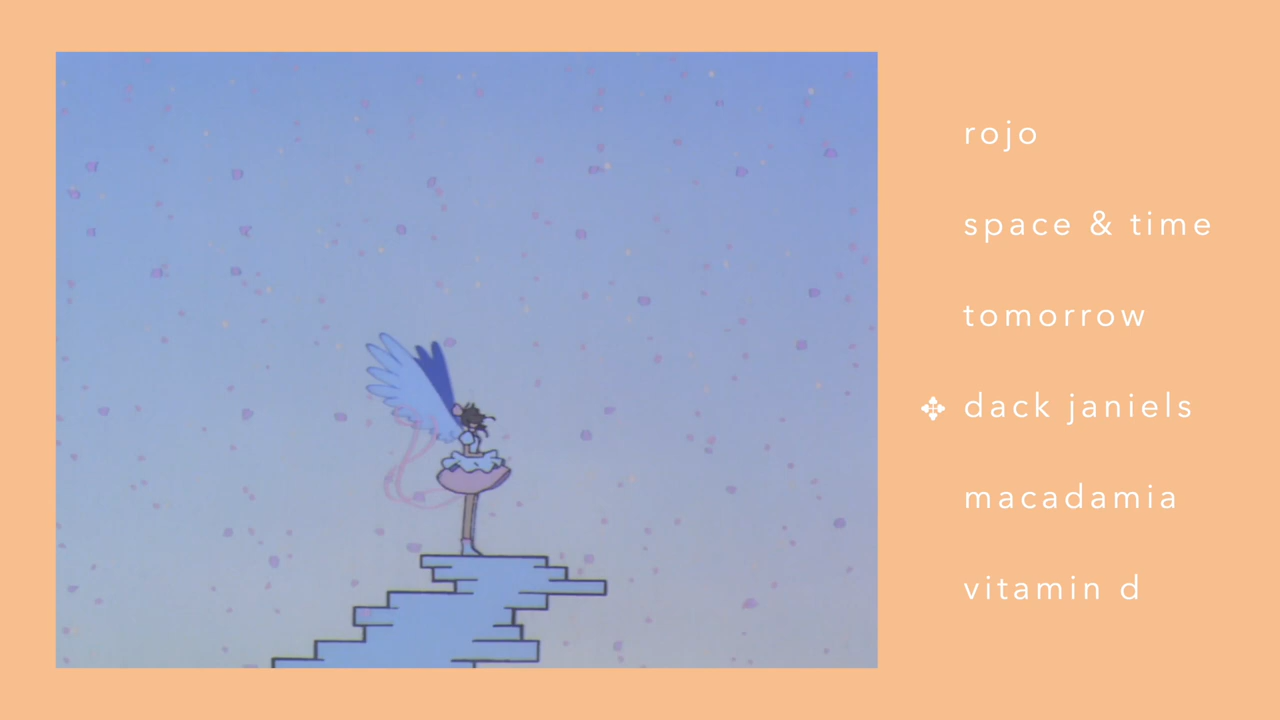 rojo
space & time
tomorrow
dack janiels
macadamia
vitamin d